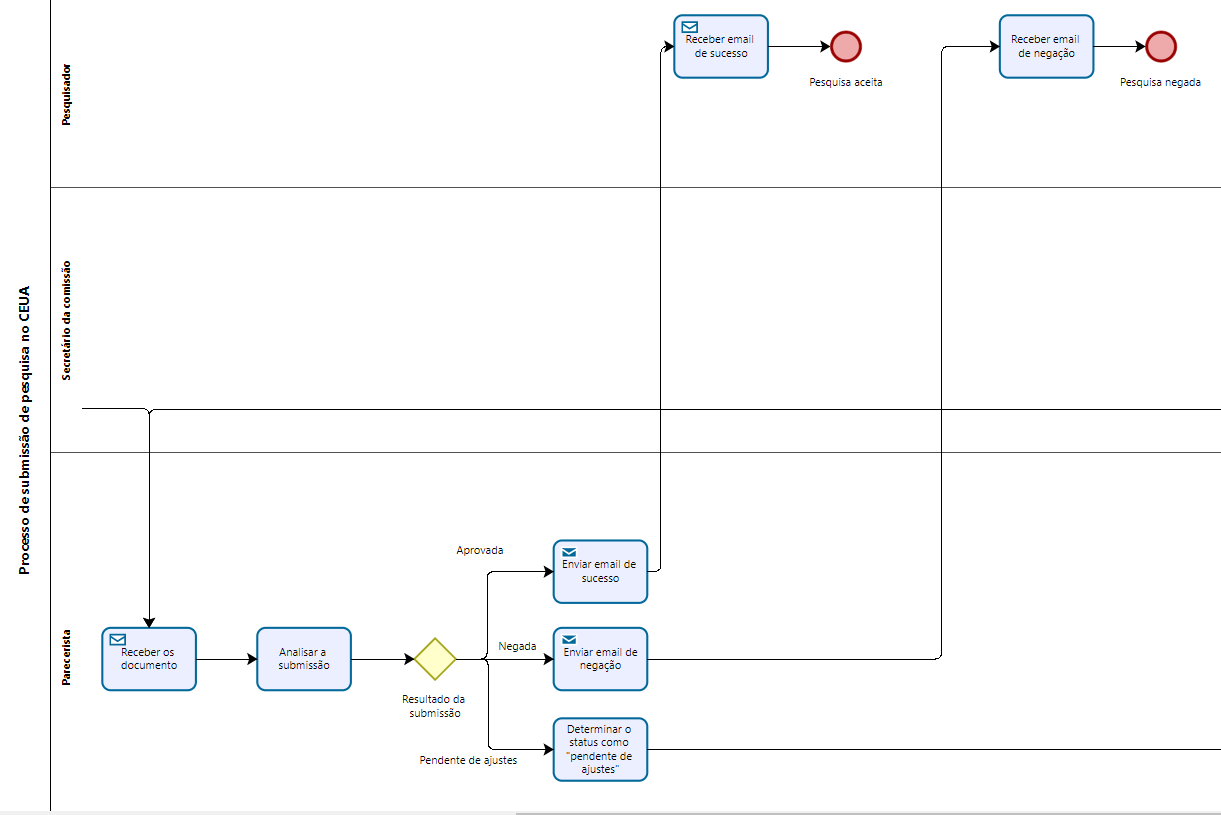 Processo de submissão de pesquisa no CEUA
Pesquisador
Receber email
de sucesso
Pesquisa aceita
Receber email
de negação
Pesquisa negada
Secretário da comissão
Parecerista
Receber os
documento
Analisar a
submissão
Resultado da
submissão
Aprovada
Enviar email de
sucesso
Negada
Enviar email de
negação
Pendente de ajustes
Determinar o
status como
"pendente de
ajustes"